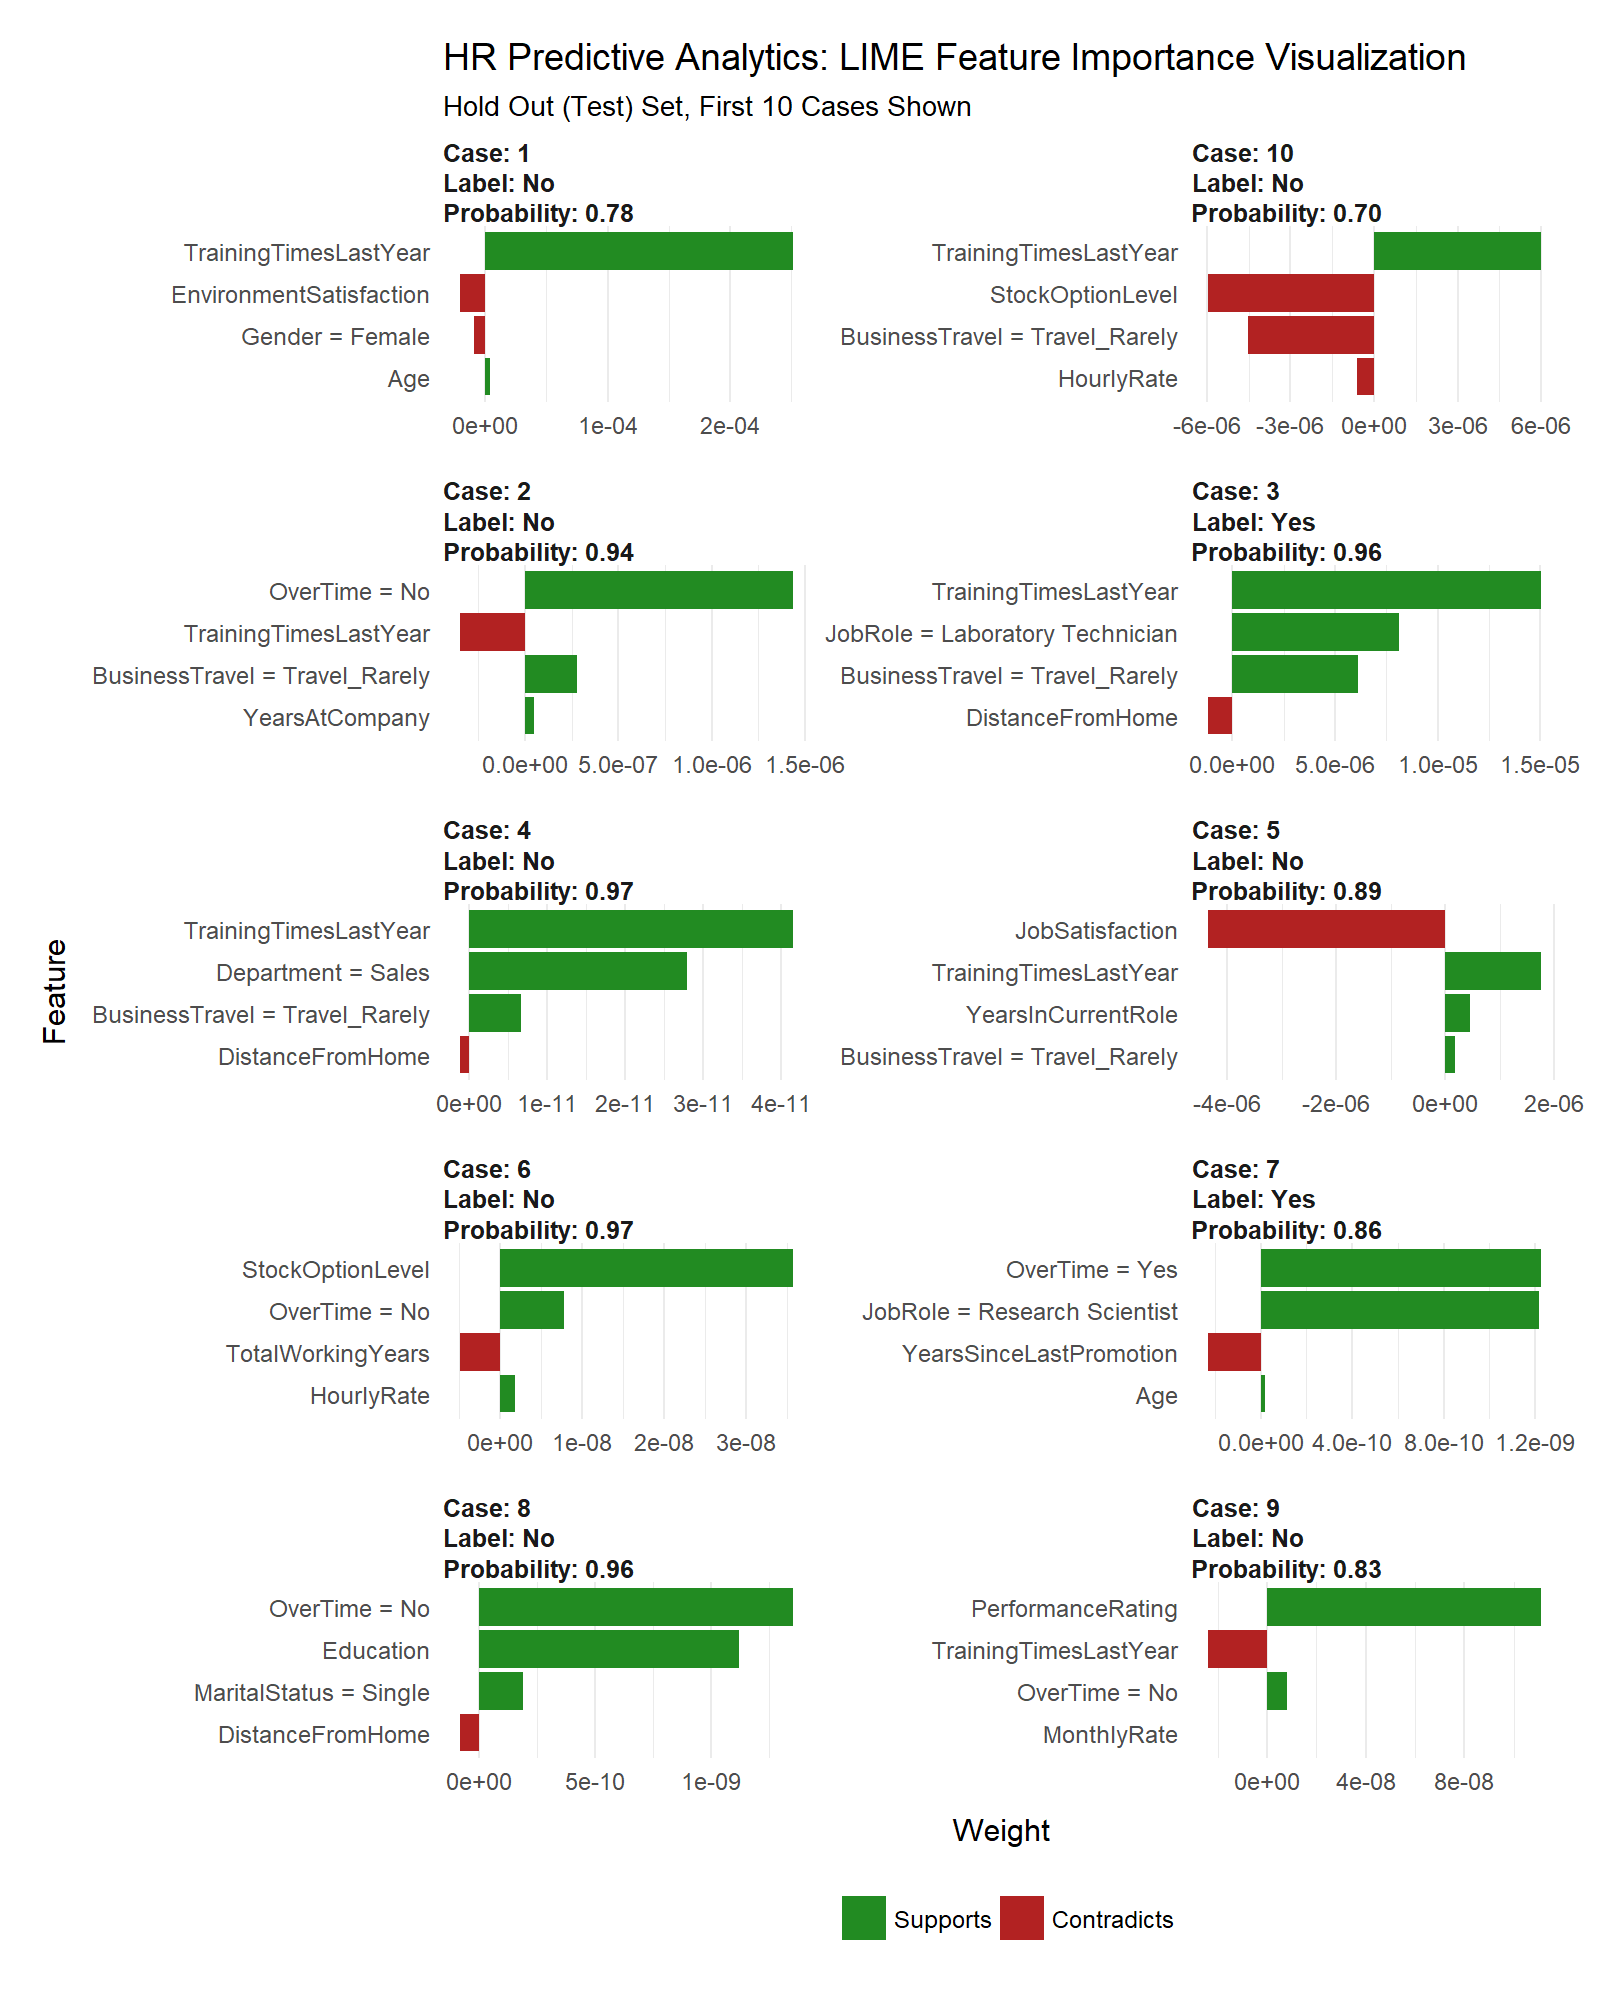 HR Predictive Analytics: LIME Feature Importance Visualization
Hold Out (Test) Set, First 10 Cases Shown
Case: 1
Label: No
Probability: 0.78
TrainingTimesLastYear
EnvironmentSatisfaction
Gender = Female
Age
0e+00 1e-04 2e-04
Case: 10
Label: No
Probability: 0.70
TrainingTimesLastYear
StockOptionLevel
BusinessTravel = Travel_Rarely
HourlyRate
-6e-06 -3e-06 0e+00 3e-06 6e-06
Case: 2
Label: No
Probability: 0.94
OverTime = No
TrainingTimesLastYear
BusinessTravel = Travel_Rarely
YearsAtCompany
0.0e+00 5.0e-07 1.0e-06 1.5e-06
Case: 3
Label: Yes
Probability: 0.96
TrainingTimesLastYear
JobRole = Laboratory Technician
BusinessTravel = Travel_Rarely
DistanceFromHome
0.0e+00 5.0e-06 1.0e-05 1.5e-05
Case: 4
Label: No
Probability: 0.97
TrainingTimesLastYear
Department = Sales
BusinessTravel = Travel_Rarely
DistanceFromHome
0e+00 1e-11 2e-11 3e-11 4e-11
Case: 5
Label: No
Probability: 0.89
JobSatisfaction
TrainingTimesLastYear
YearsInCurrentRole
BusinessTravel = Travel_Rarely
-4e-06 -2e-06 0e+00 2e-06
Feature
Case: 6
Label: No
Probability: 0.97
StockOptionLevel
OverTime = No
TotalWorkingYears
HourlyRate
0e+00 1e-08 2e-08 3e-08
Case: 7
Label: Yes
Probability: 0.86
OverTime = Yes
JobRole = Research Scientist
YearsSinceLastPromotion
Age
0.0e+00 4.0e-10 8.0e-10 1.2e-09
Case: 8
Label: No
Probability: 0.96
OverTime = No
Education
MaritalStatus = Single
DistanceFromHome
0e+00 5e-10 1e-09
Case: 9
Label: No
Probability: 0.83
PerformanceRating
TrainingTimesLastYear
OverTime = No
MonthlyRate
0e+00 4e-08 8e-08
Weight
Supports Contradicts